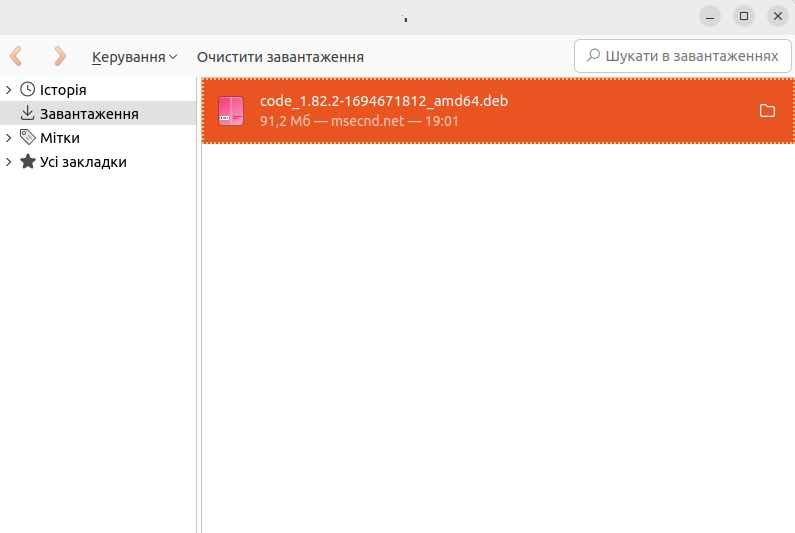 Керування
Очистити завантаження
Шукати в завантаженнях
Історія
Завантаження
Мітки
Усі закладки
code_1.82.2-1694671812_amd64.deb
91,2 Мб — msecnd.net — 19:01